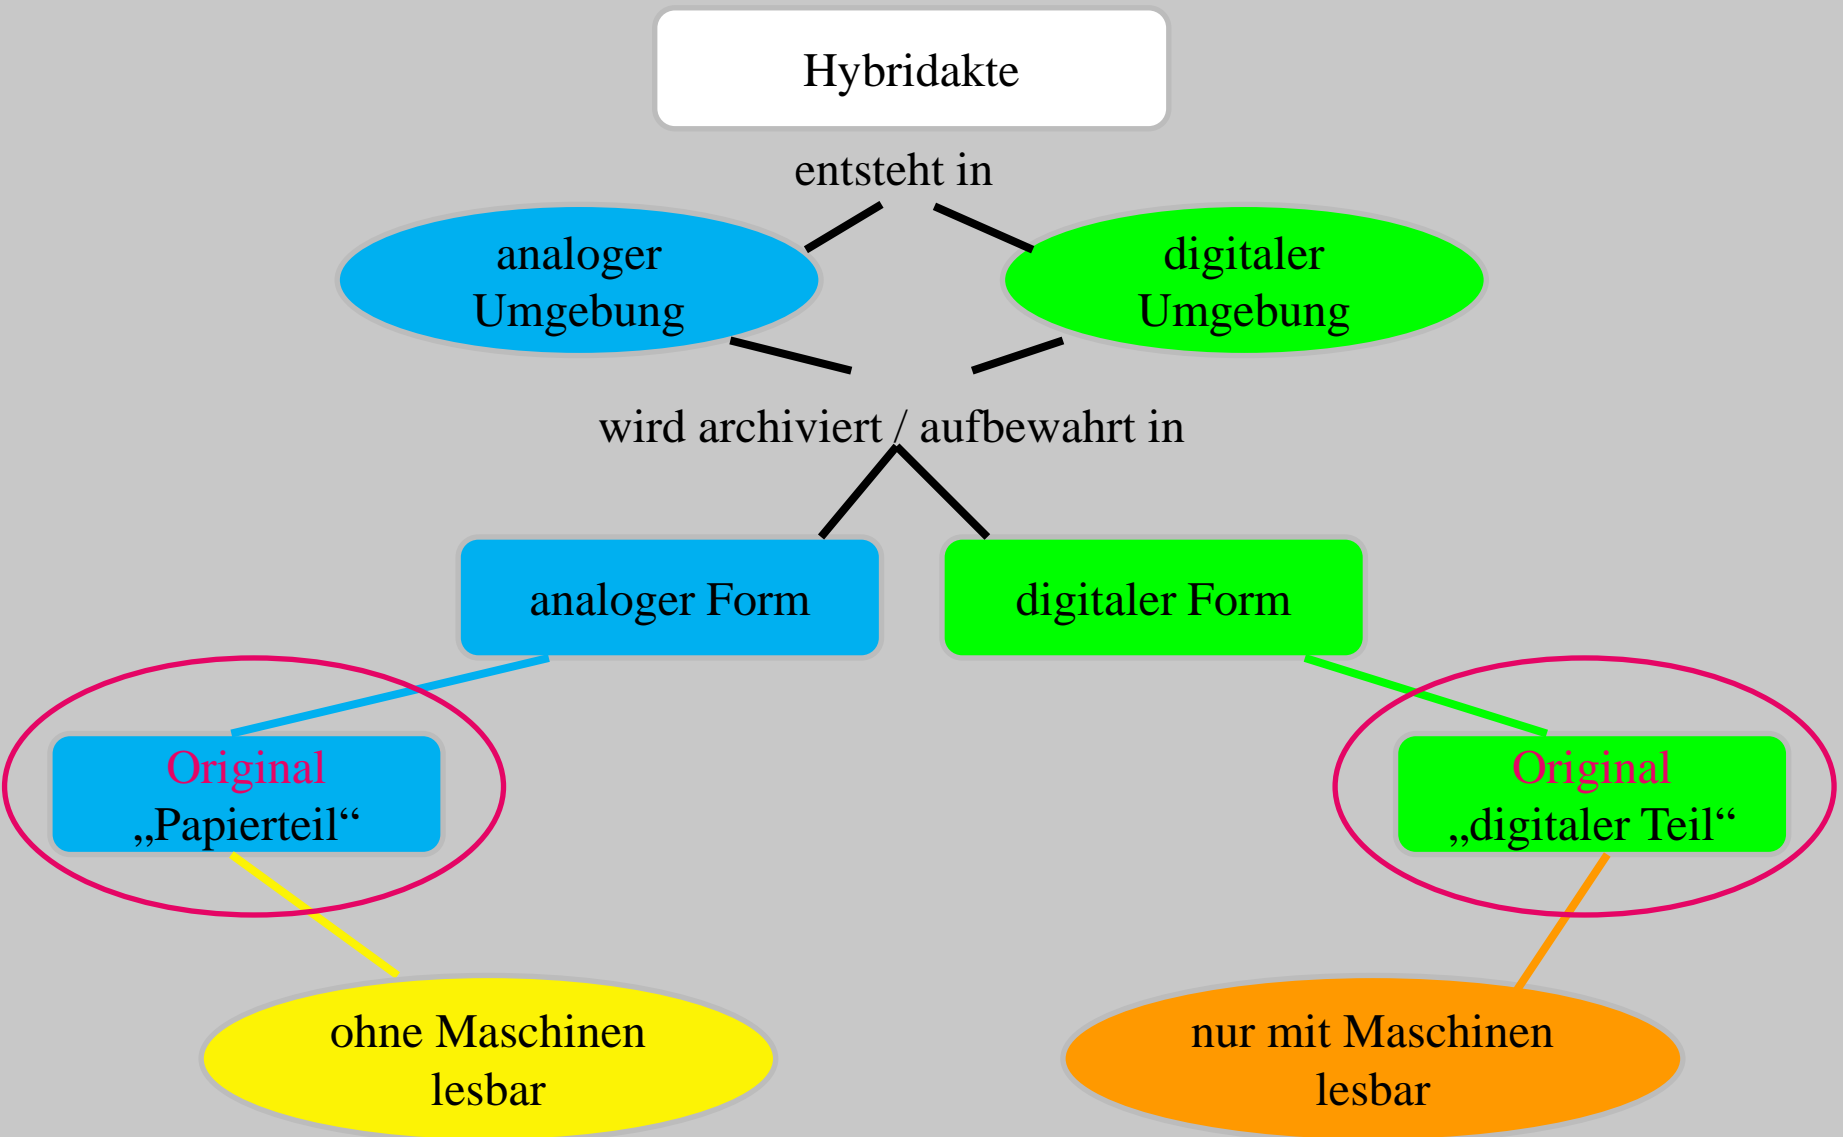 Hybridakte
entsteht in
analoger
Umgebung
digitaler
Umgebung
wird archiviert / aufbewahrt in
analoger Form
digitaler Form
Original
„Papierteil“
Original
„digitaler Teil“
ohne Maschinen
lesbar
nur mit Maschinen
lesbar